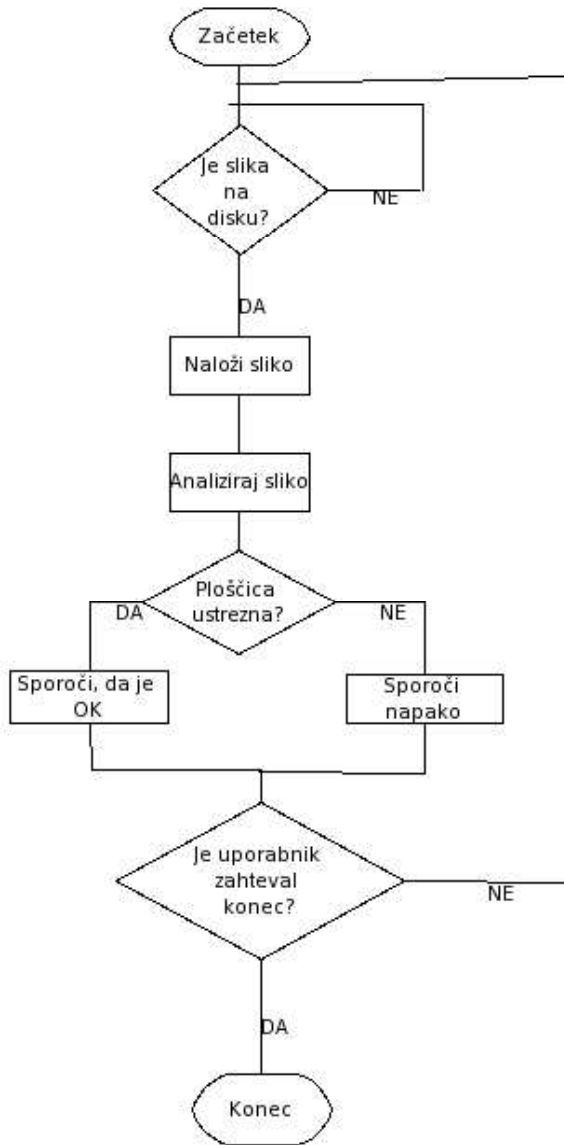 Začetek
Je slika
na
disku?
NE
DA
Naloži sliko
Analiziraj sliko
Ploščica
ustrezna?
DA
NE
Sporoči, da je
OK
Sporoči
napako
Je uporabnik
zahteval
konec?
NE
DA
Konec